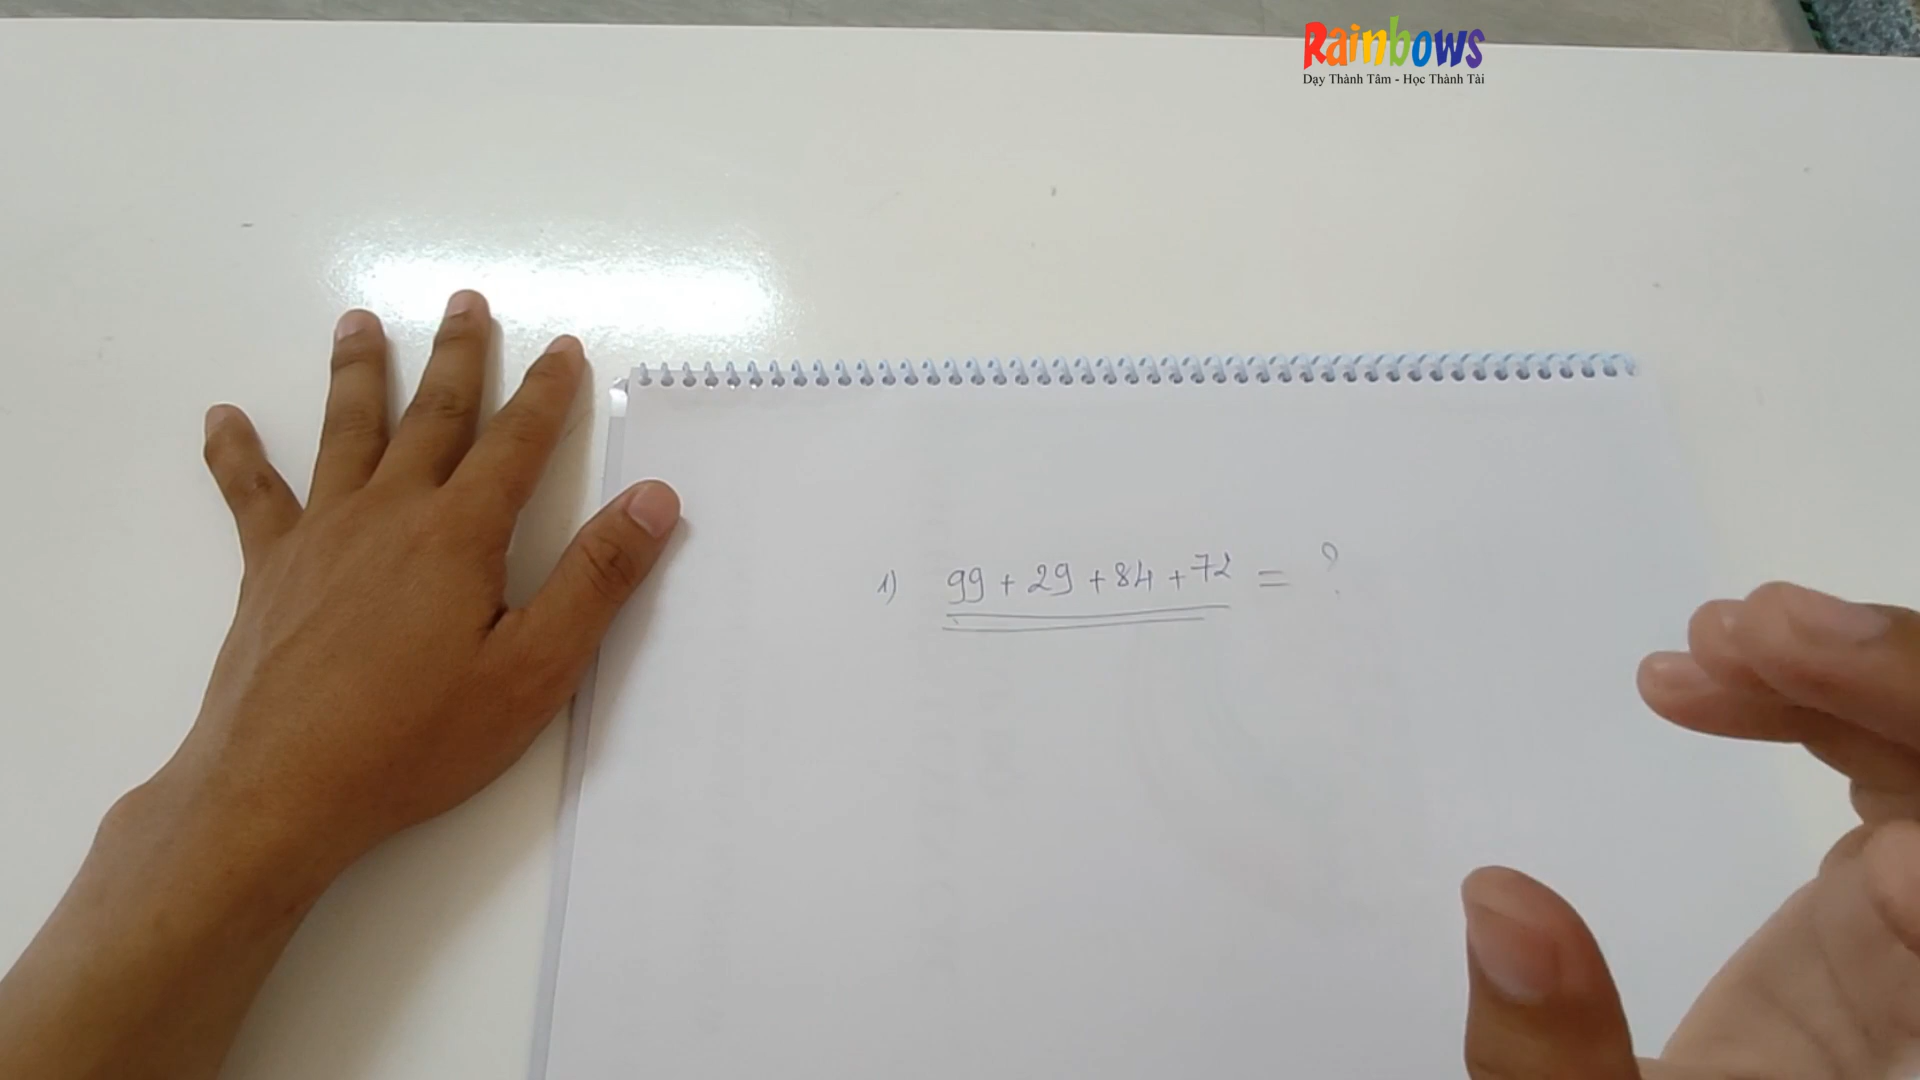 Rainbows
Dạy Thành Tâm - Học Thành Tài
1) 99 + 29 + 84 + 72 = ?